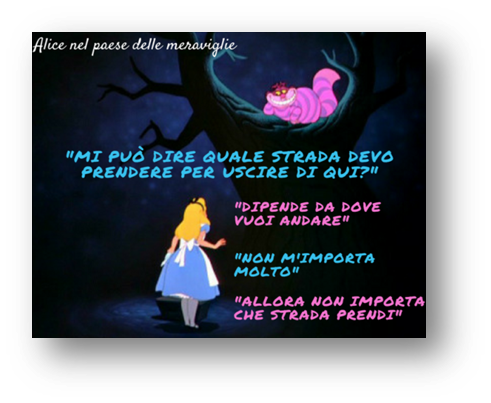 Alice nel paese delle meraviglie
"MI PUÒ DIRE QUALE STRADA DEVO
PRENDERE PER USCIRE DI QUI?"
"DIPENDE DA DOVE
VUOI ANDARE"
"NON M'IMPORTA
MOLTO"
"ALLORA NON IMPORTA
CHE STRADA PRENDI"